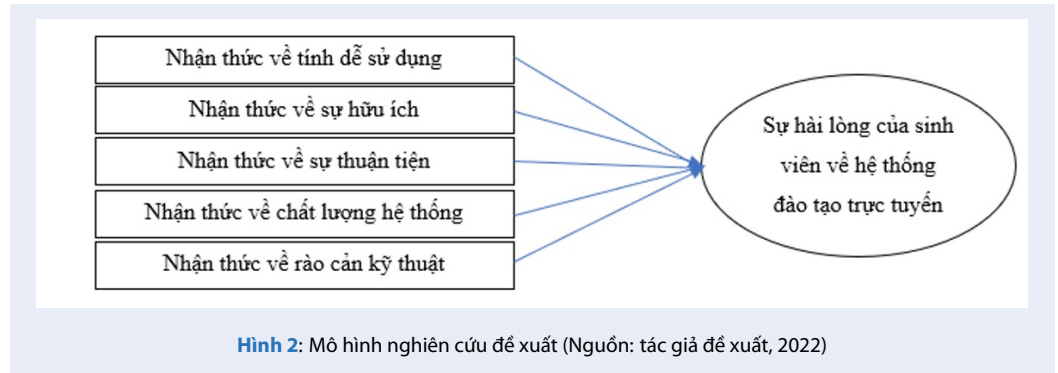 Nhận thức về tính dễ sử dụng
Nhận thức về sự hữu ích
Nhận thức về sự thuận tiện
Nhận thức về chất lượng hệ thống
Nhận thức về rào cản kỹ thuật
Sự hài lòng của sinh
viên về hệ thống
đào tạo trực tuyến
Hình 2: Mô hình nghiên cứu đề xuất (Nguồn: tác giả đề xuất, 2022)